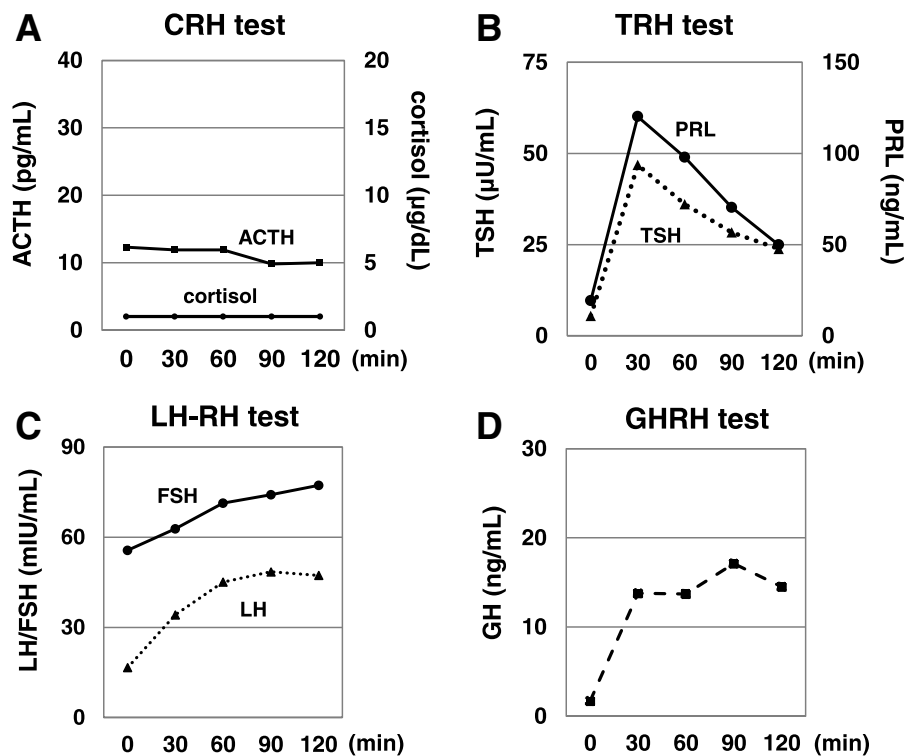 A
CRH test
ACTH (pg/mL)
40
30
20
10
0
20
15
10
5
0
cortisol (µg/dL)
ACTH
cortisol
0 30 60 90 120 (min)
B
TRH test
TSH (µU/mL)
75
50
25
0
150
100
50
0
PRL (ng/mL)
PRL
TSH
0 30 60 90 120 (min)
C
LH-RH test
LH/FSH (mIU/mL)
90
60
30
0
FSH
LH
0 30 60 90 120 (min)
D
GHRH test
GH (ng/mL)
30
20
10
0
0 30 60 90 120 (min)